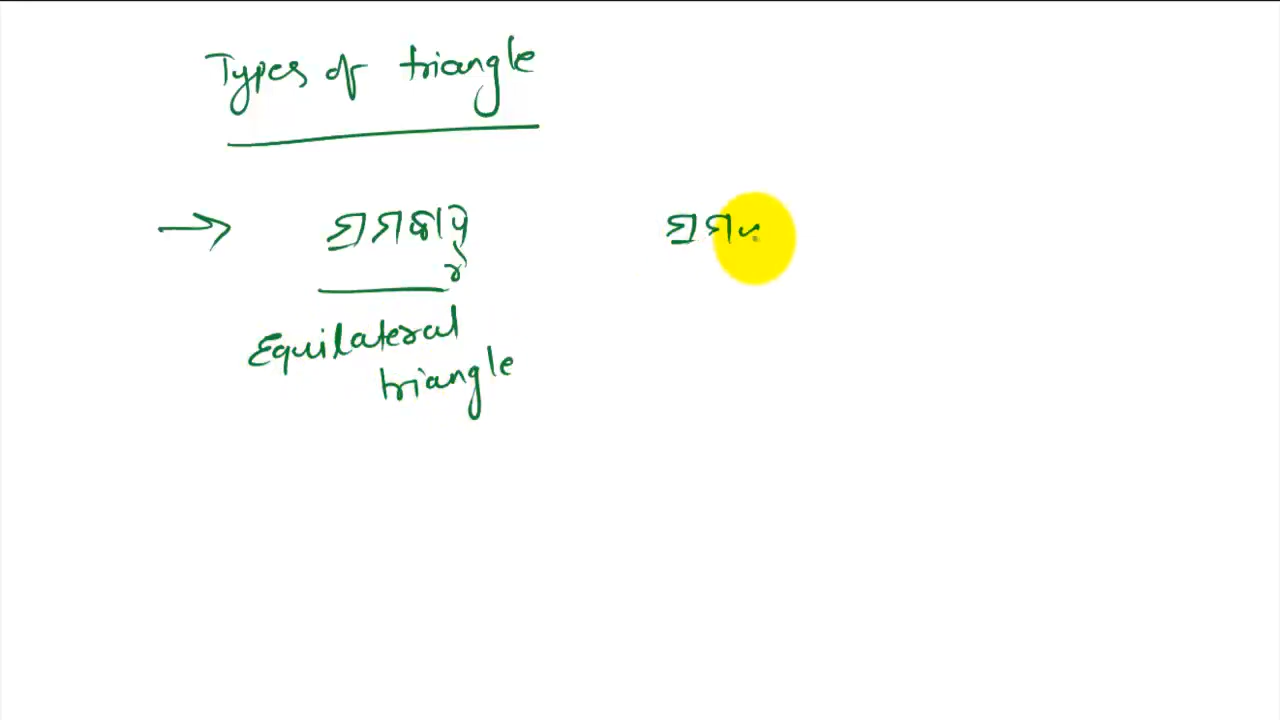 Types of triangle
→ ସମବାହୁ ସମ
Equilateral
triangle